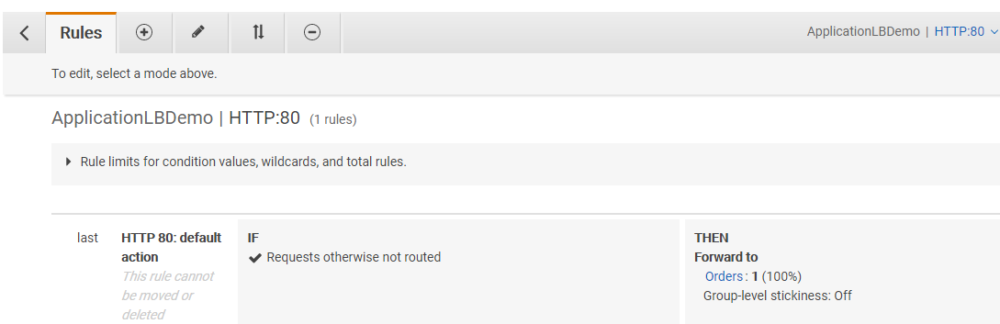 Rules
ApplicationLBDemo | HTTP:80
To edit, select a mode above.
ApplicationLBDemo | HTTP:80 (1 rules)
Rule limits for condition values, wildcards, and total rules.
last
HTTP 80: default
action
This rule cannot
be moved or
deleted
IF
Requests otherwise not routed
THEN
Forward to
Orders: 1 (100%)
Group-level stickiness: Off